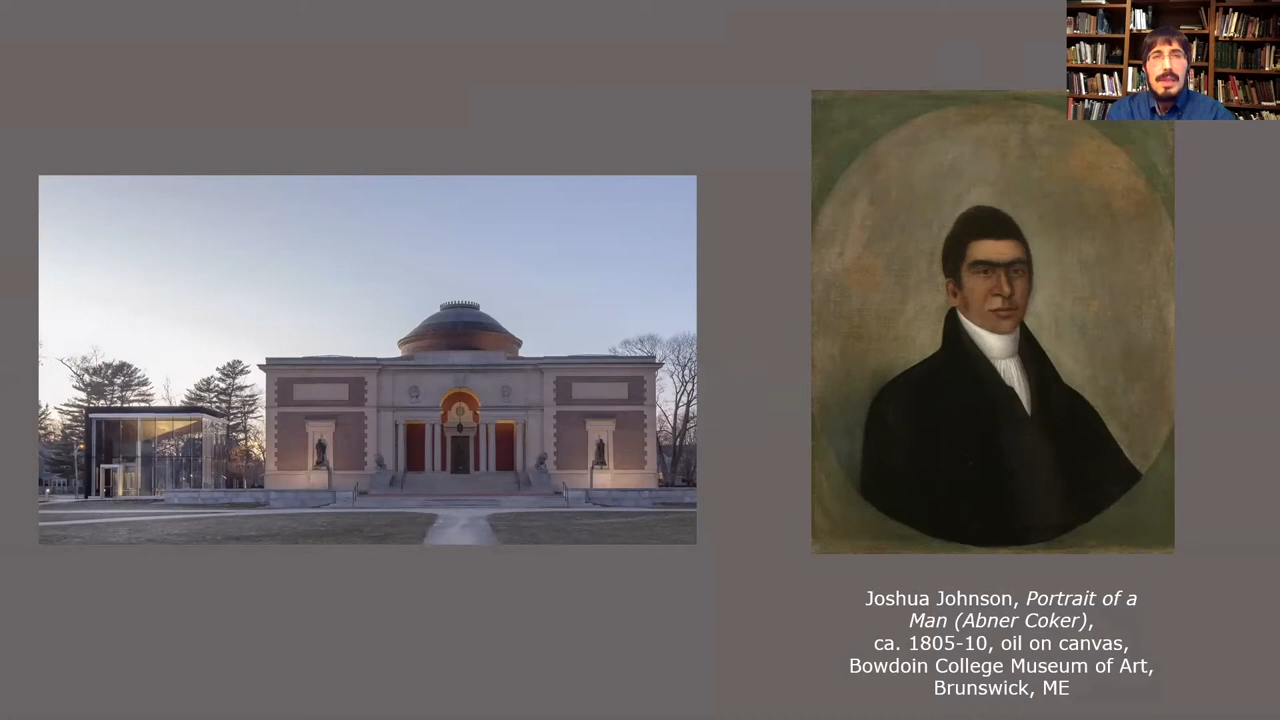 Joshua Johnson, Portrait of a
Man (Abner Coker),
ca. 1805-10, oil on canvas,
Bowdoin College Museum of Art,
Brunswick, ME